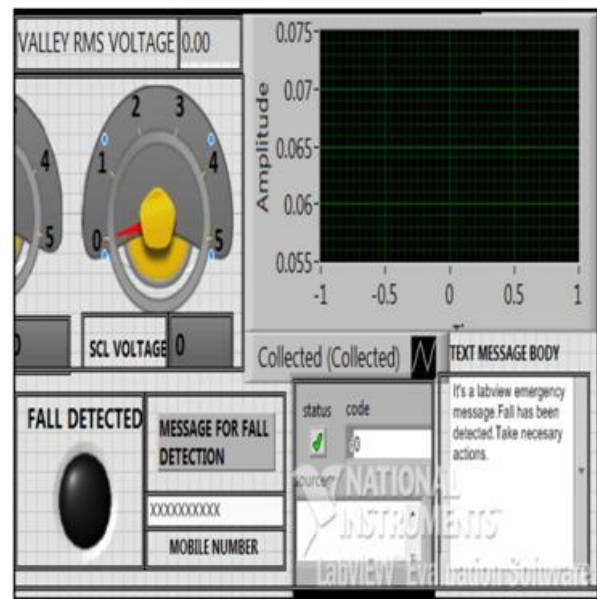 VALLEY RMS VOLTAGE 0.00
0.075
0.07
0.065
0.06
0.055
Amplitude
-1 -0.5 0 0.5 1
4
5
0 1 2 3 4 5
SCL VOLTAGE 0
Collected (Collected)
TEXT MESSAGE BODY
It's a labview emergency
message.Fall has been
detected.Take necesary
actions.
FALL DETECTED
MESSAGE FOR FALL
DETECTION
XXXXXXXXXX
MOBILE NUMBER
status code
0
source
NATIONAL
INSTRUMENTS
LabVIEW Evaluation Software